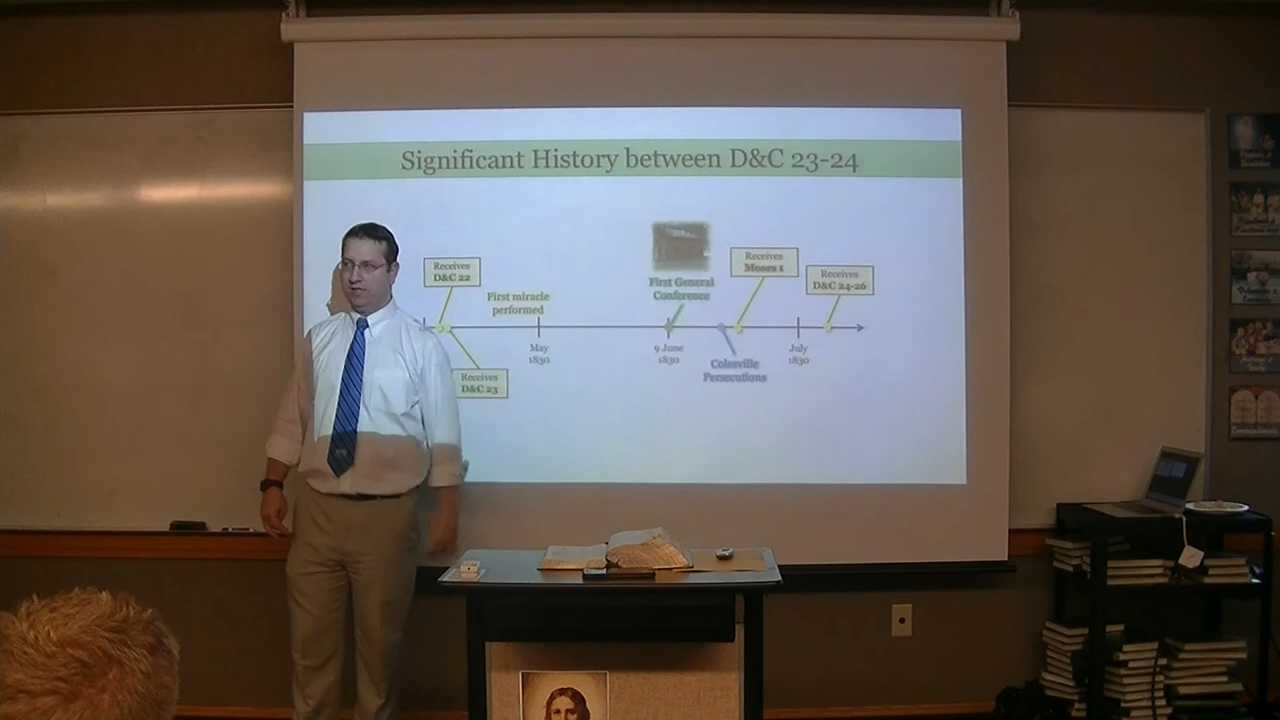 Significant History between D&C 23-24
Receives
D&C 22
First miracle
performed
May
1830
Receives
D&C 23
First General
Conference
9 June
1830
Receives
Moses 1
Colesville
Persecutions
July
1830
Receives
D&C 24-26